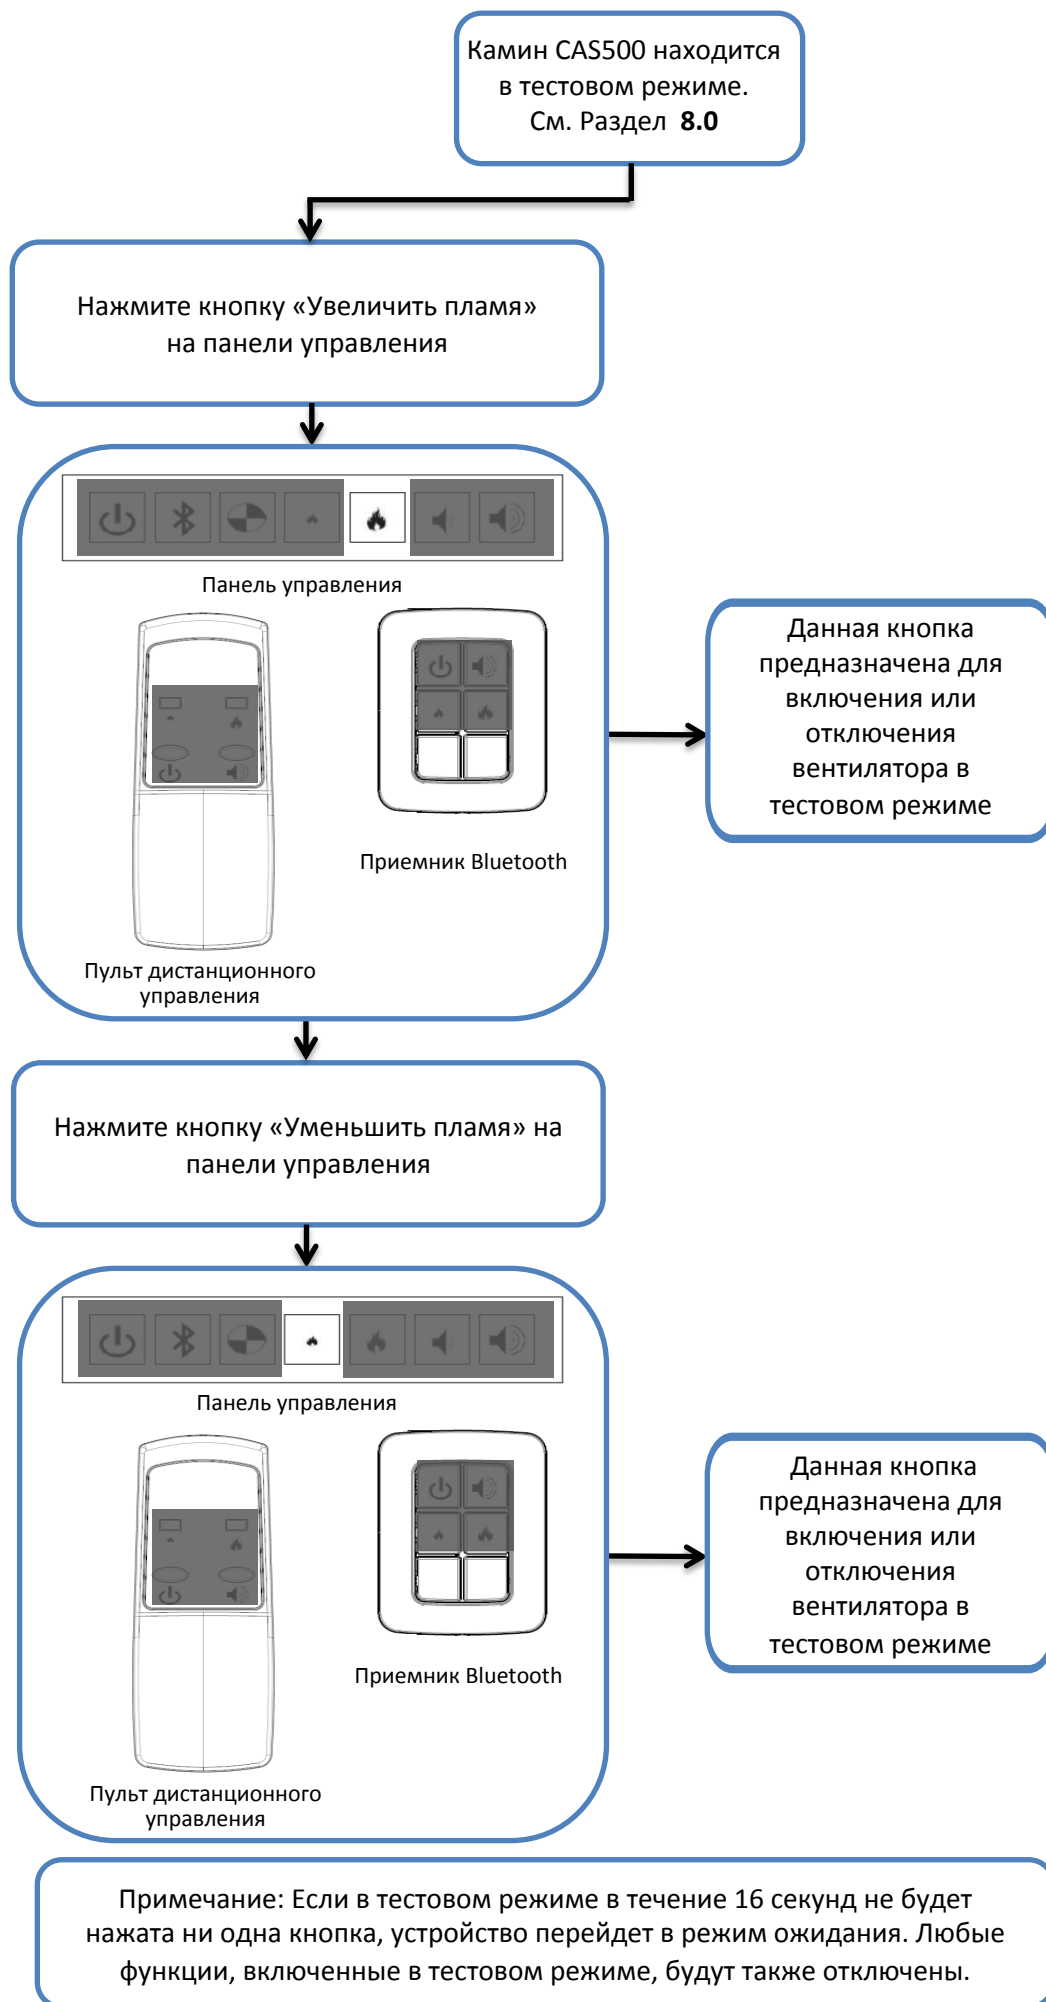 Камин CAS500 находится
в тестовом режиме.
См. Раздел 8.0
Нажмите кнопку «Увеличить пламя»
на панели управления
Панель управления
Приемник Bluetooth
Пульт дистанционного
управления
Данная кнопка
предназначена для
включения или
отключения
вентилятора в
тестовом режиме
Нажмите кнопку «Уменьшить пламя» на
панели управления
Панель управления
Приемник Bluetooth
Пульт дистанционного
управления
Данная кнопка
предназначена для
включения или
отключения
вентилятора в
тестовом режиме
Примечание: Если в тестовом режиме в течение 16 секунд не будет
нажата ни одна кнопка, устройство перейдет в режим ожидания. Любые
функции, включенные в тестовом режиме, будут также отключены.